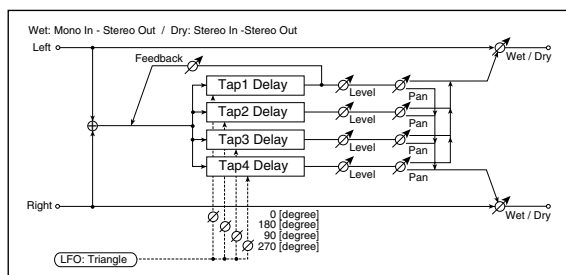 Wet: Mono In - Stereo Out / Dry: Stereo In -Stereo Out
Left
Feedback
Wet / Dry
Tap1 Delay
Level
Pan
Tap2 Delay
Level
Pan
Tap3 Delay
Level
Pan
Tap4 Delay
Level
Pan
Right
Wet / Dry
0 [degree]
180 [degree]
90 [degree]
270 [degree]
LFO: Triangle